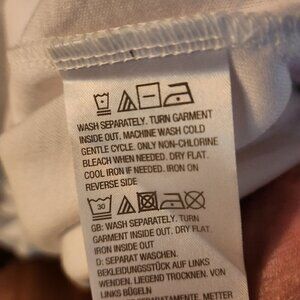 WASH SEPARATELY. TURN GARMENT
INSIDE OUT. MACHINE WASH COLD
GENTLE CYCLE. ONLY NON-CHLORINE
BLEACH WHEN NEEDED. DRY FLAT.
COOL IRON IF NEEDED. IRON ON
REVERSE SIDE
30
GB: WASH SEPARATELY. TURN
GARMENT INSIDE OUT. DRY FLAT.
IRON INSIDE OUT
D: SEPARAT WASCHEN.
BEKLEIDUNGSSTÜCK AUF LINKS
WENDEN. LIEGEND TROCKNEN. VON
LINKS BÜGELN
METTER